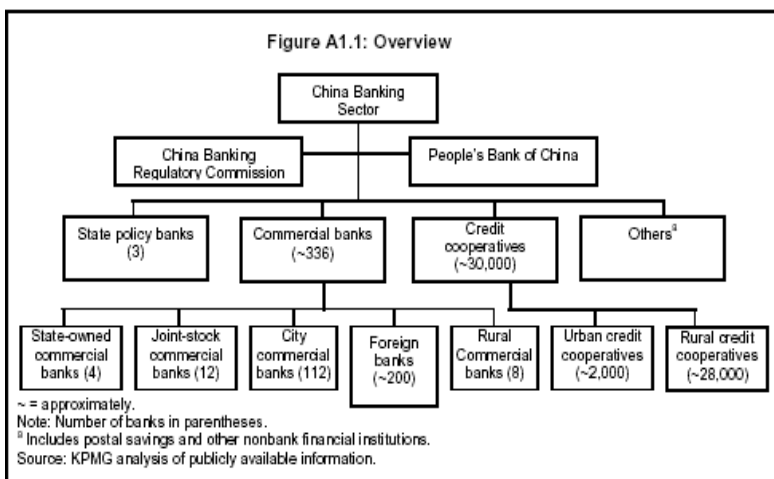 Figure A1.1: Overview
China Banking
Sector
China Banking
Regulatory Commission
People's Bank of China
State policy banks
(3)
Commercial banks
(~336)
Credit
cooperatives
(~30,000)
Others^a
State-owned
commercial
banks (4)
Joint-stock
commercial
banks (12)
City
commercial
banks (112)
Foreign
banks
(~200)
Rural
Commercial
banks (8)
Urban credit
cooperatives
(~2,000)
Rural credit
cooperatives
(~28,000)
~ = approximately.
Note: Number of banks in parentheses.
^a Includes postal savings and other nonbank financial institutions.
Source: KPMG analysis of publicly available information.